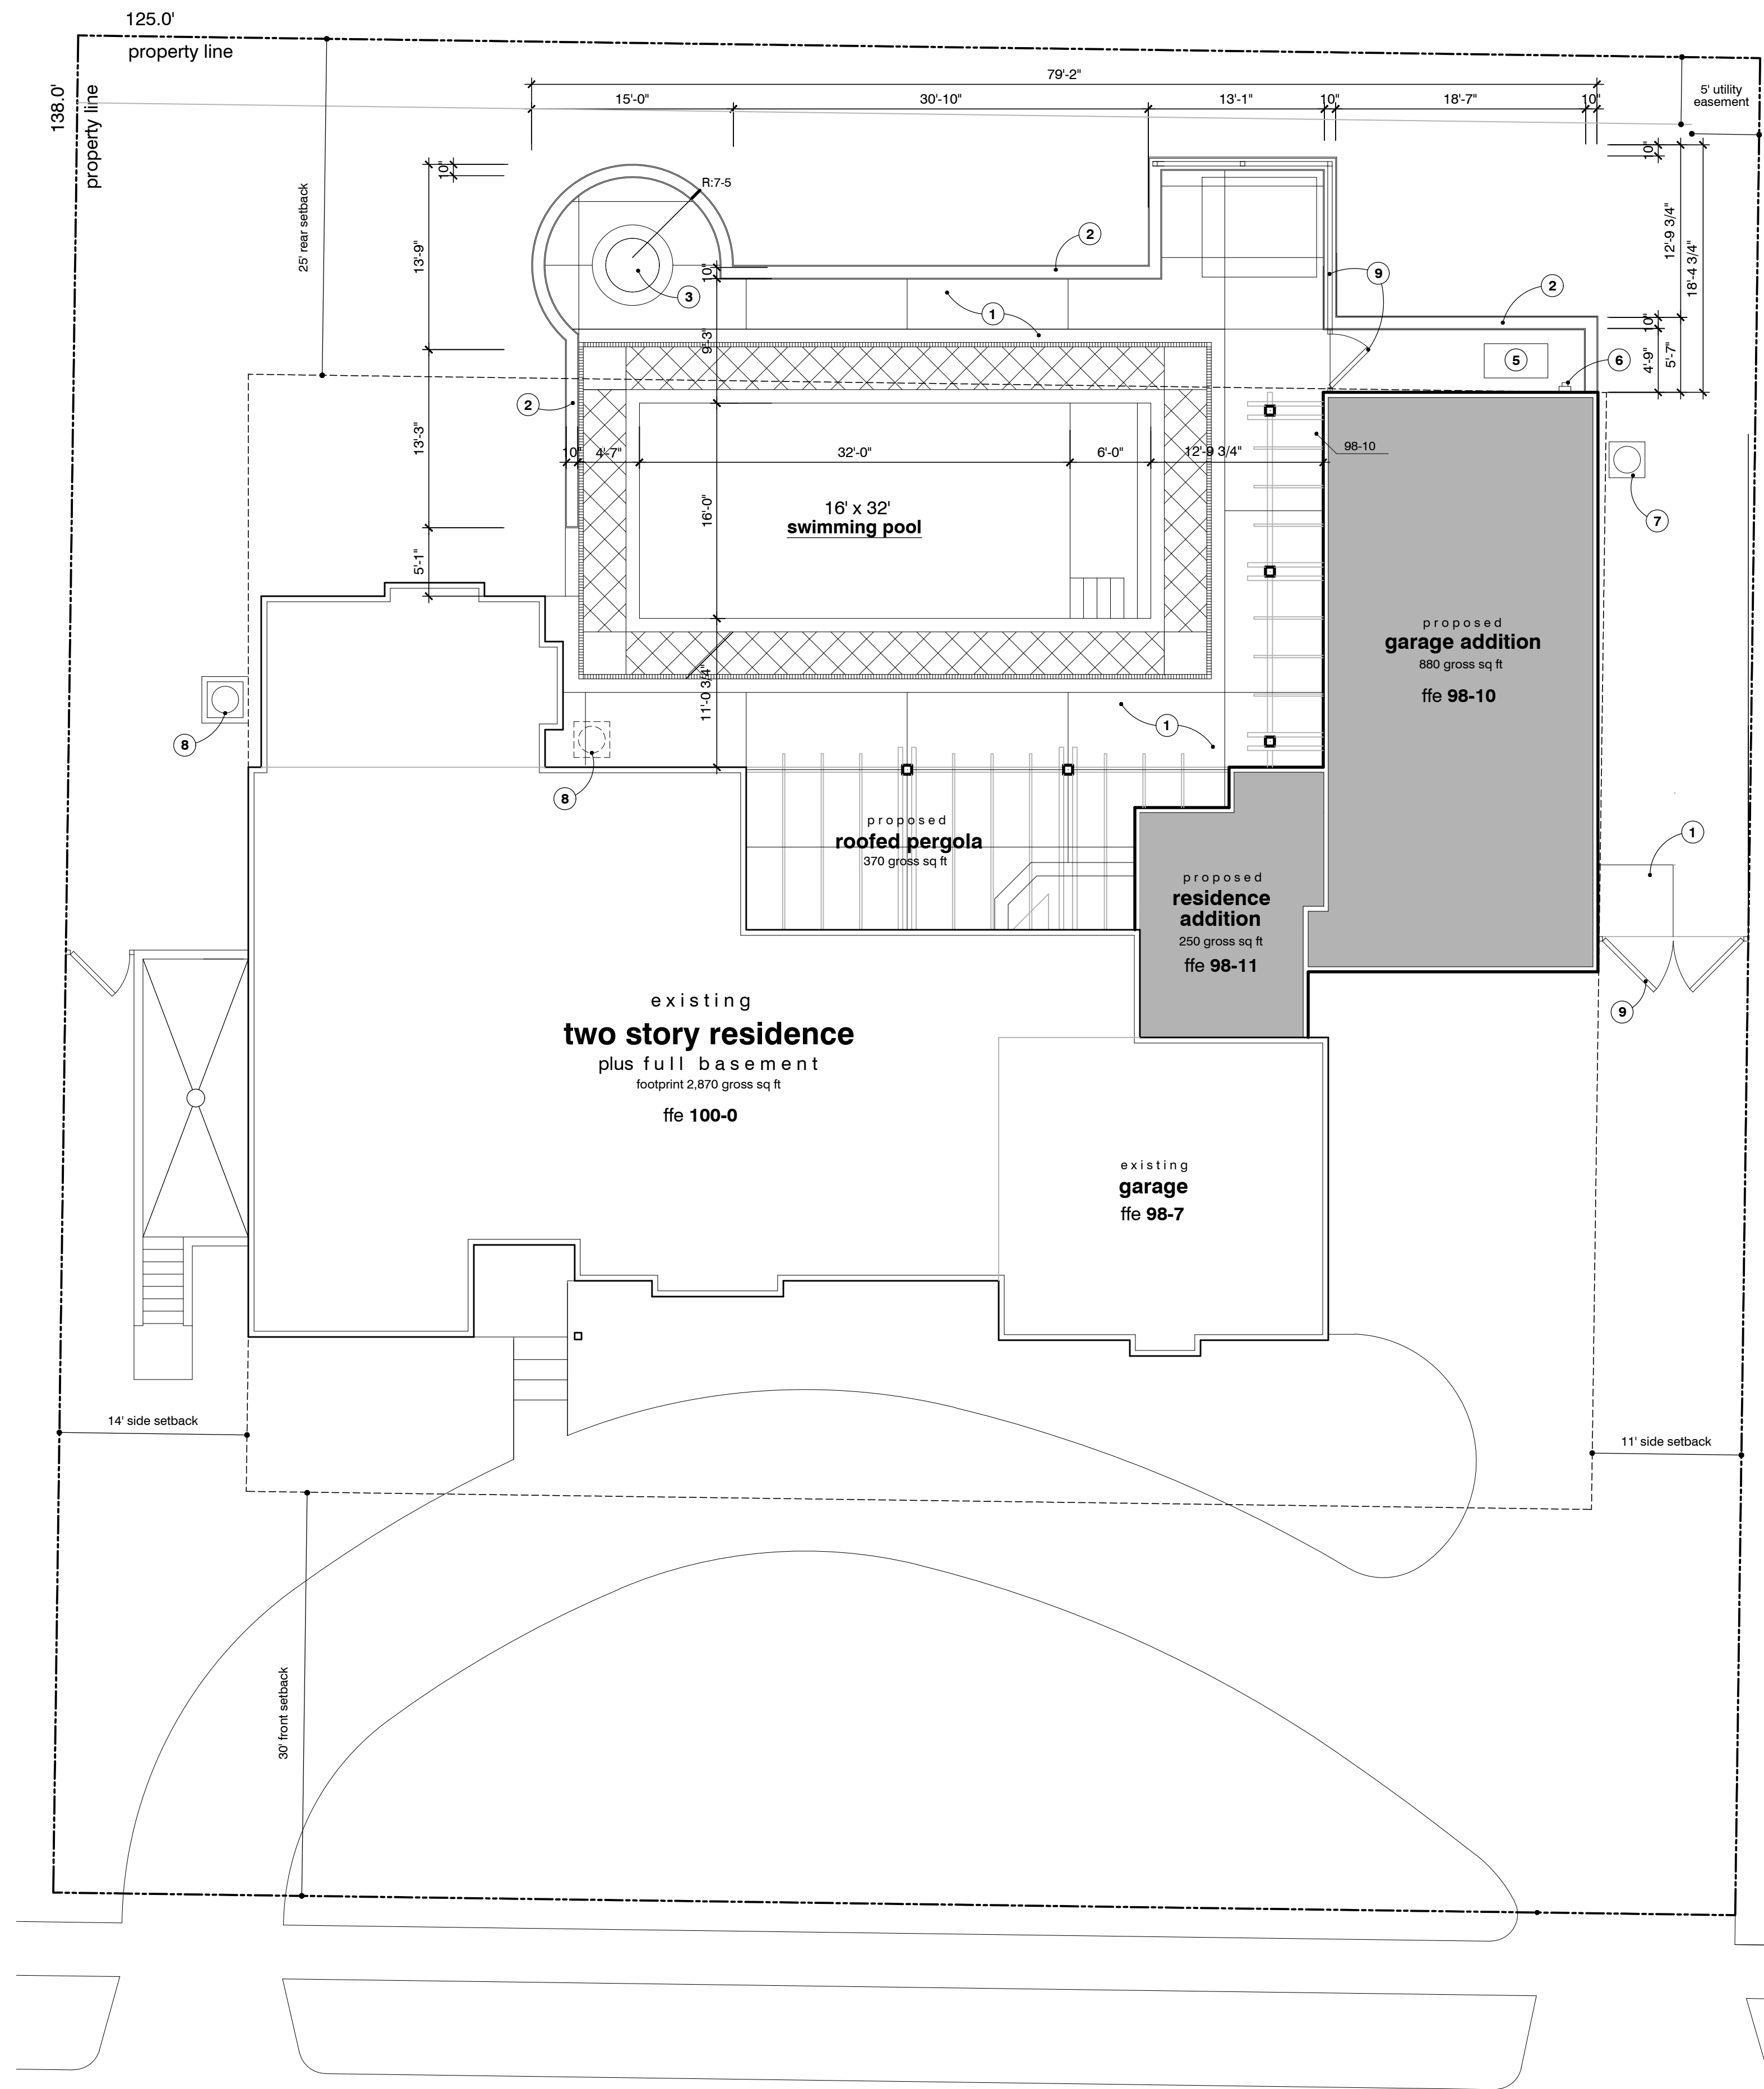 125.0'
property line
138.0'
property line
79'-2"
15'-0"
30'-10"
13'-1"
10"
18'-7"
10"
5' utility
easement
25' rear setback
10"
13'-9"
R:7-5
2
3
10"
1
9'-3"
9
2
10"
12'-9 3/4"
18'-4 3/4"
10"
4'-9"
5'-7"
5
6
2
13'-3"
10"
4'-7"
32'-0"
6'-0"
12'-9 3/4"
98-10
7
16'-0"
16' x 32'
swimming pool
5'-1"
proposed
garage addition
880 gross sq ft
ffe 98-10
8
11'-0 3/4"
1
8
proposed
roofed pergola
370 gross sq ft
1
proposed
residence
addition
250 gross sq ft
ffe 98-11
9
existing
two story residence
plus full basement
footprint 2,870 gross sq ft
ffe 100-0
existing
garage
ffe 98-7
14' side setback
11' side setback
30' front setback